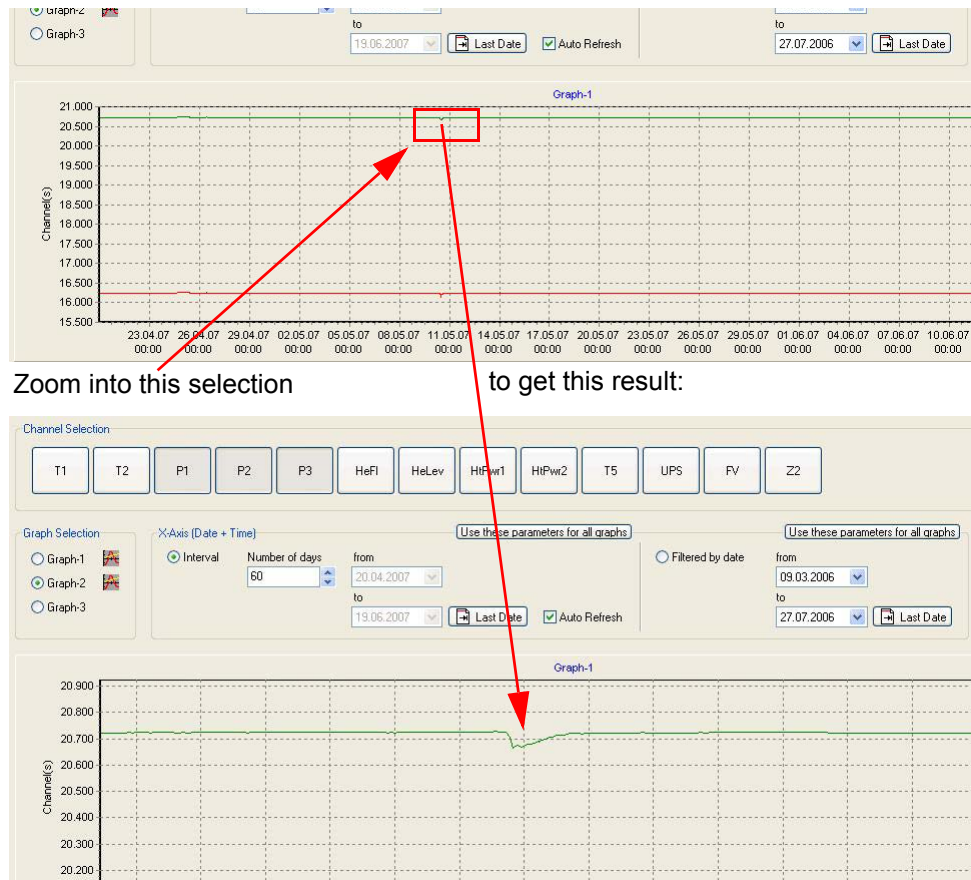 Graph-2
Graph-3
to
19.06.2007
Last Date
Auto Refresh
to
27.07.2006
Last Date
Graph-1
21.000
20.500
20.000
19.500
19.000
18.500
18.000
17.500
17.000
16.500
16.000
15.500
Channel(s)
23.04.07 26.04.07 29.04.07 02.05.07 05.05.07 08.05.07 11.05.07 14.05.07 17.05.07 20.05.07 23.05.07 26.05.07 29.05.07 01.06.07 04.06.07 07.06.07 10.06.07
00:00 00:00 00:00 00:00 00:00 00:00 00:00 00:00 00:00 00:00 00:00 00:00 00:00 00:00 00:00 00:00 00:00
Zoom into this selection
to get this result:
Channel Selection
T1 T2 P1 P2 P3 HeFl HeLev HtPwr1 HtPwr2 T5 UPS FV Z2
Graph Selection
Graph-1
Graph-2
Graph-3
X-Axis (Date + Time)
Use these parameters for all graphs
Interval
Number of days
60
from
20.04.2007
to
19.06.2007
Last Date
Auto Refresh
Use these parameters for all graphs
Filtered by date
from
09.03.2006
to
27.07.2006
Last Date
Graph-1
20.900
20.800
20.700
20.600
20.500
20.400
20.300
20.200
Channel(s)